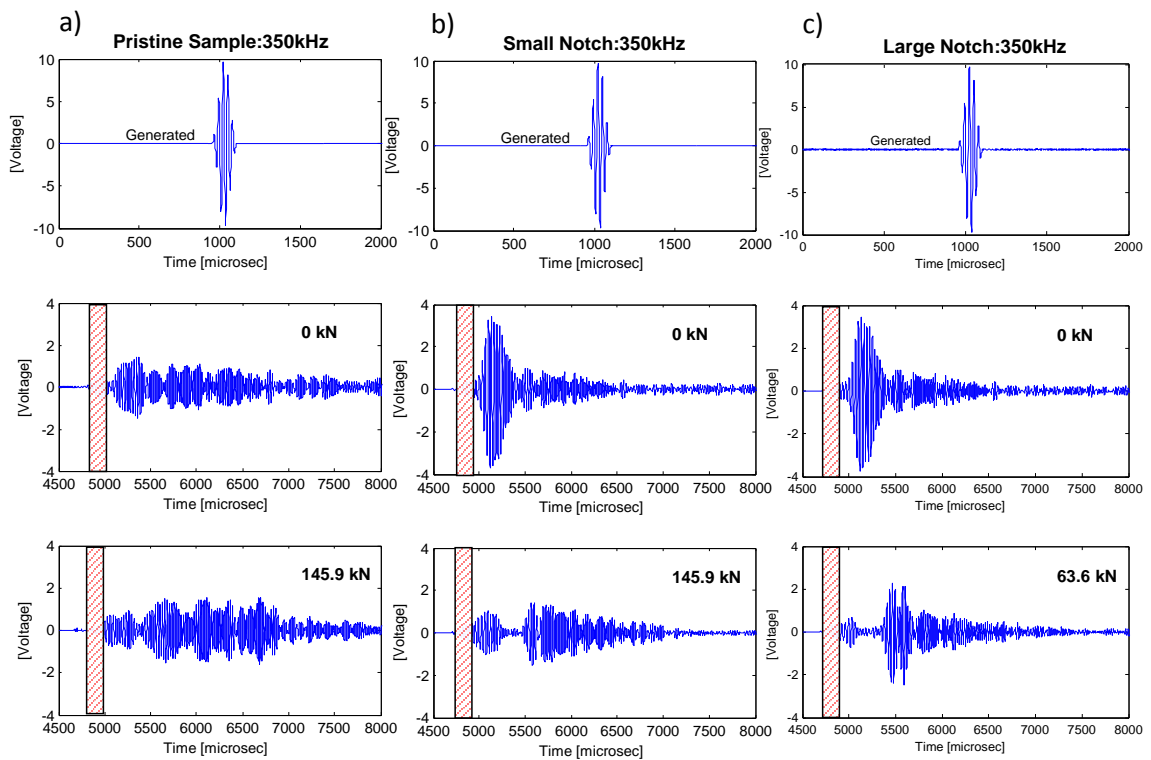 a)
Pristine Sample:350kHz
10
5
0
-5
-10
[Voltage]
Generated
0 500 1000 1500 2000
Time [microsec]
b)
Small Notch:350kHz
10
5
0
-5
-10
[Voltage]
Generated
0 500 1000 1500 2000
Time [microsec]
c)
Large Notch:350kHz
10
5
0
-5
-10
[Voltage]
Generated
0 500 1000 1500 2000
Time [microsec]
4
2
0
-2
-4
[Voltage]
0 kN
4500 5000 5500 6000 6500 7000 7500 8000
Time [microsec]
4
2
0
-2
-4
[Voltage]
0 kN
4500 5000 5500 6000 6500 7000 7500 8000
Time [microsec]
4
2
0
-2
-4
[Voltage]
0 kN
4500 5000 5500 6000 6500 7000 7500 8000
Time [microsec]
4
2
0
-2
-4
[Voltage]
145.9 kN
4500 5000 5500 6000 6500 7000 7500 8000
Time [microsec]
4
2
0
-2
-4
[Voltage]
145.9 kN
4500 5000 5500 6000 6500 7000 7500 8000
Time [microsec]
4
2
0
-2
-4
[Voltage]
63.6 kN
4500 5000 5500 6000 6500 7000 7500 8000
Time [microsec]